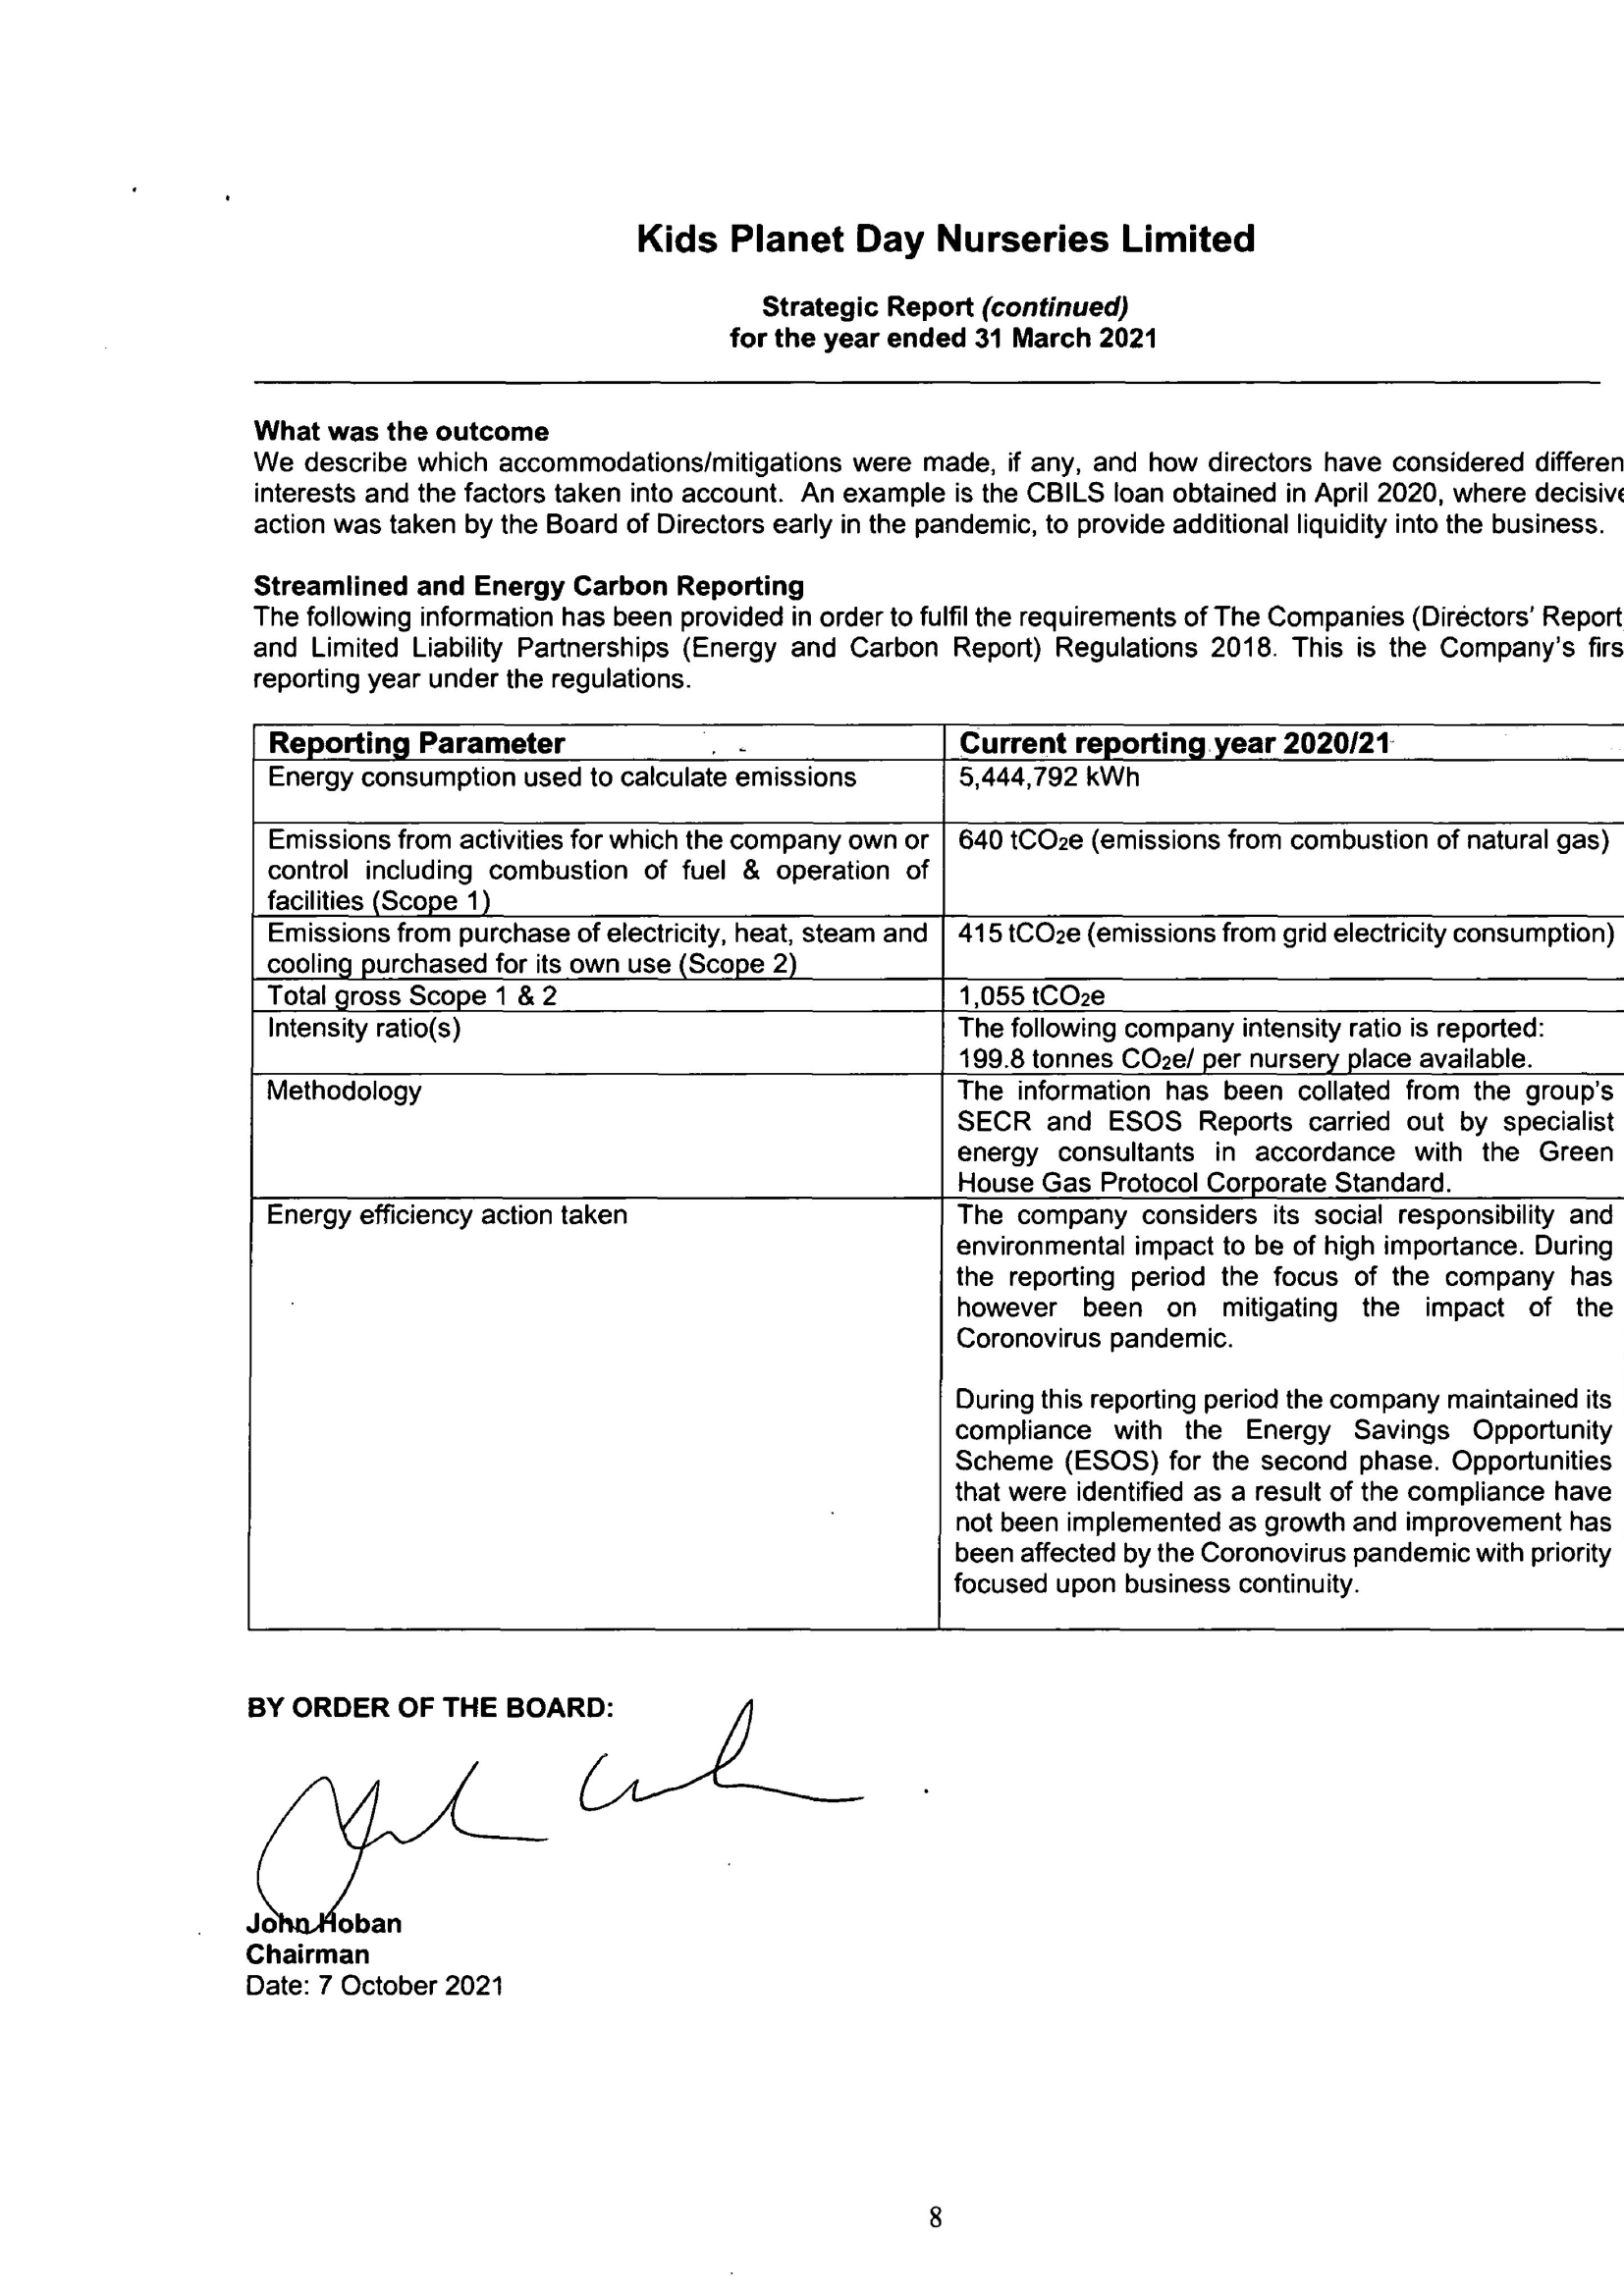 Kids Planet Day Nurseries Limited
Strategic Report (continued)
for the year ended 31 March 2021
What was the outcome
We describe which accommodations/mitigations were made, if any, and how directors have considered differen
interests and the factors taken into account. An example is the CBILS loan obtained in April 2020, where decisive
action was taken by the Board of Directors early in the pandemic, to provide additional liquidity into the business.
Streamlined and Energy Carbon Reporting
The following information has been provided in order to fulfil the requirements of The Companies (Directors' Report
and Limited Liability Partnerships (Energy and Carbon Report) Regulations 2018. This is the Company's firs
reporting year under the regulations.
Reporting Parameter
Current reporting year 2020/21
Energy consumption used to calculate emissions
5,444,792 kWh
Emissions from activities for which the company own or
control including combustion of fuel & operation of
facilities (Scope 1)
640 tCO2e (emissions from combustion of natural gas)
Emissions from purchase of electricity, heat, steam and
cooling purchased for its own use (Scope 2)
415 tCO2e (emissions from grid electricity consumption)
Total gross Scope 1 & 2
1,055 tCO2e
Intensity ratio(s)
The following company intensity ratio is reported:
199.8 tonnes CO2e/ per nursery place available.
Methodology
The information has been collated from the group's
SECR and ESOS Reports carried out by specialist
energy consultants in accordance with the Green
House Gas Protocol Corporate Standard.
Energy efficiency action taken
The company considers its social responsibility and
environmental impact to be of high importance. During
the reporting period the focus of the company has
however been on mitigating the impact of the
Coronovirus pandemic.
During this reporting period the company maintained its
compliance with the Energy Savings Opportunity
Scheme (ESOS) for the second phase. Opportunities
that were identified as a result of the compliance have
not been implemented as growth and improvement has
been affected by the Coronovirus pandemic with priority
focused upon business continuity.
BY ORDER OF THE BOARD:
John Hoban
Chairman
Date: 7 October 2021
8